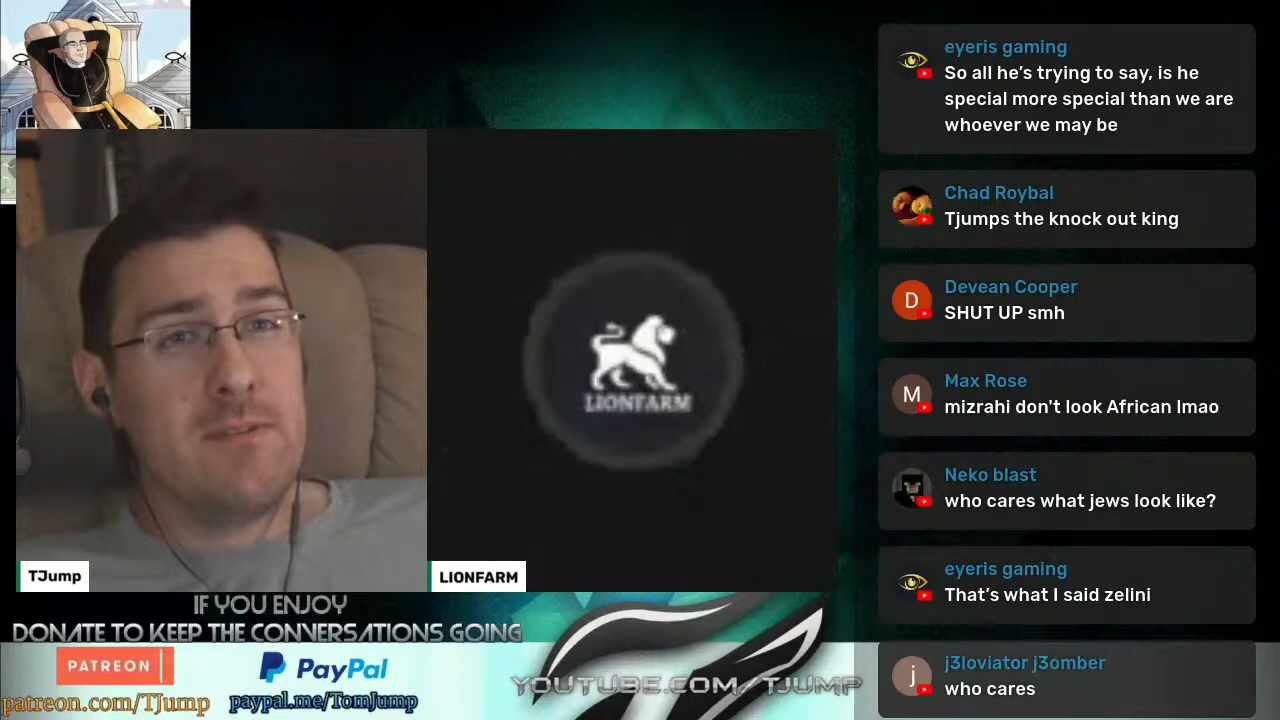 eyeris gaming
So all he’s trying to say, is he
special more special than we are
whoever we may be
Chad Roybal
Tjumps the knock out king
Devean Cooper
D
SHUT UP smh
Max Rose
M
mizrahi don't look African lmao
Neko blast
who cares what jews look like?
eyeris gaming
That’s what I said zelini
j3loviator j3omber
j
who cares
LIONFARM
TJump
LIONFARM
IF YOU ENJOY
DONATE TO KEEP THE CONVERSATIONS GOING
PATREON
PayPal
patreon.com/TJump
paypal.me/TomJump
YOUTUBE.COM/TJUMP